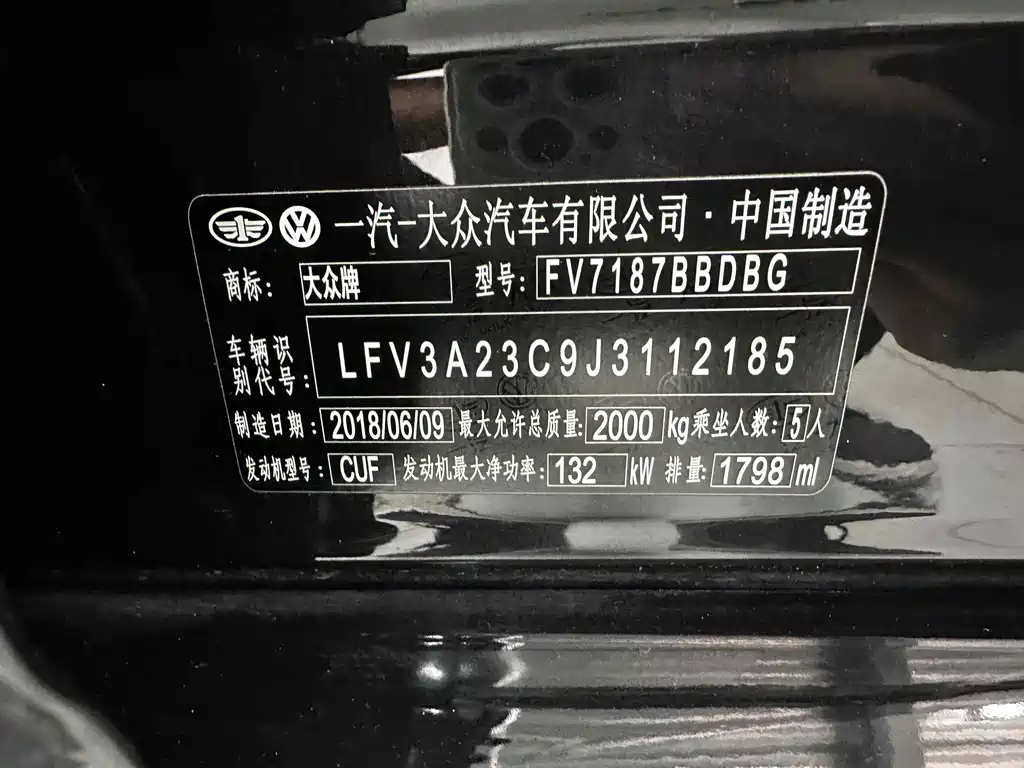 一汽-大众汽车有限公司·中国制造
商标: 大众牌 型号: FV7187BBDBG
车辆识别代号: LFV3A23C9J3112185
制造日期: 2018/06/09 最大允许总质量: 2000 kg 乘坐人数: 5 人
发动机型号: CUF 发动机最大净功率: 132 kW 排量: 1798 ml